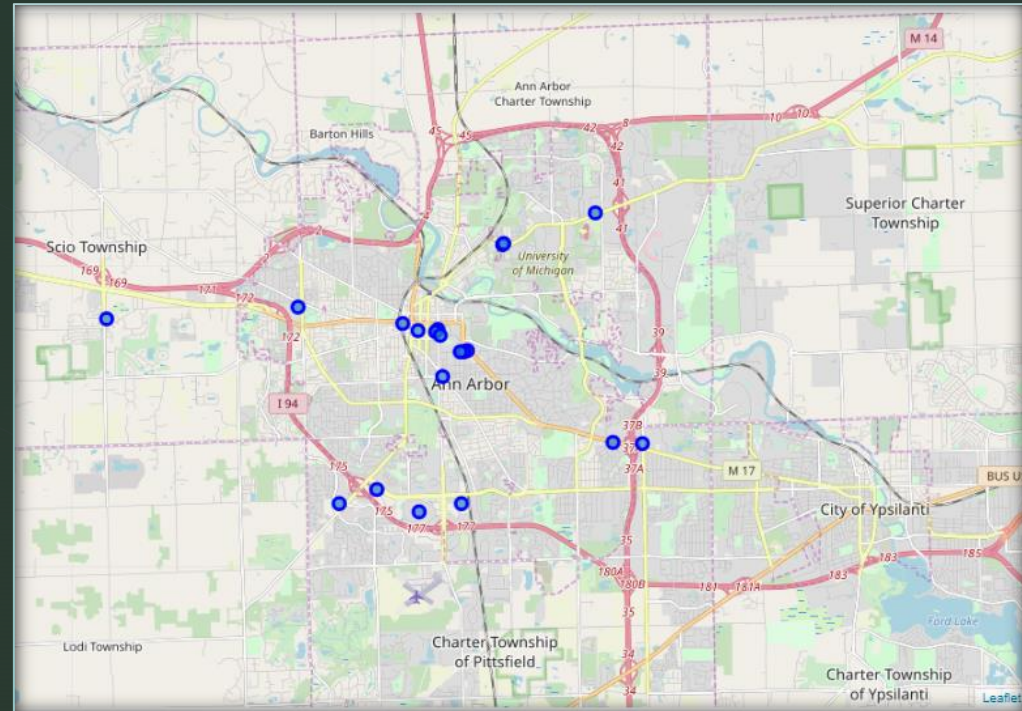 M 14
Ann Arbor
Charter Township
42
8
10
10
45
45
42
Barton Hills
41
Superior Charter
Township
4
41
2
Scio Township
University
of Michigan
169
169
171
172
39
172
39
Ann Arbor
I 94
37B
37A
M 17
175
BUS U
175
City of Ypsilanti
177
177
35
185
183
180A
180B
181
181A
183
35
Ford Lake
Lodi Township
Charter Township
of Pittsfield
34
34
Charter Township
of Ypsilanti
Leaflet